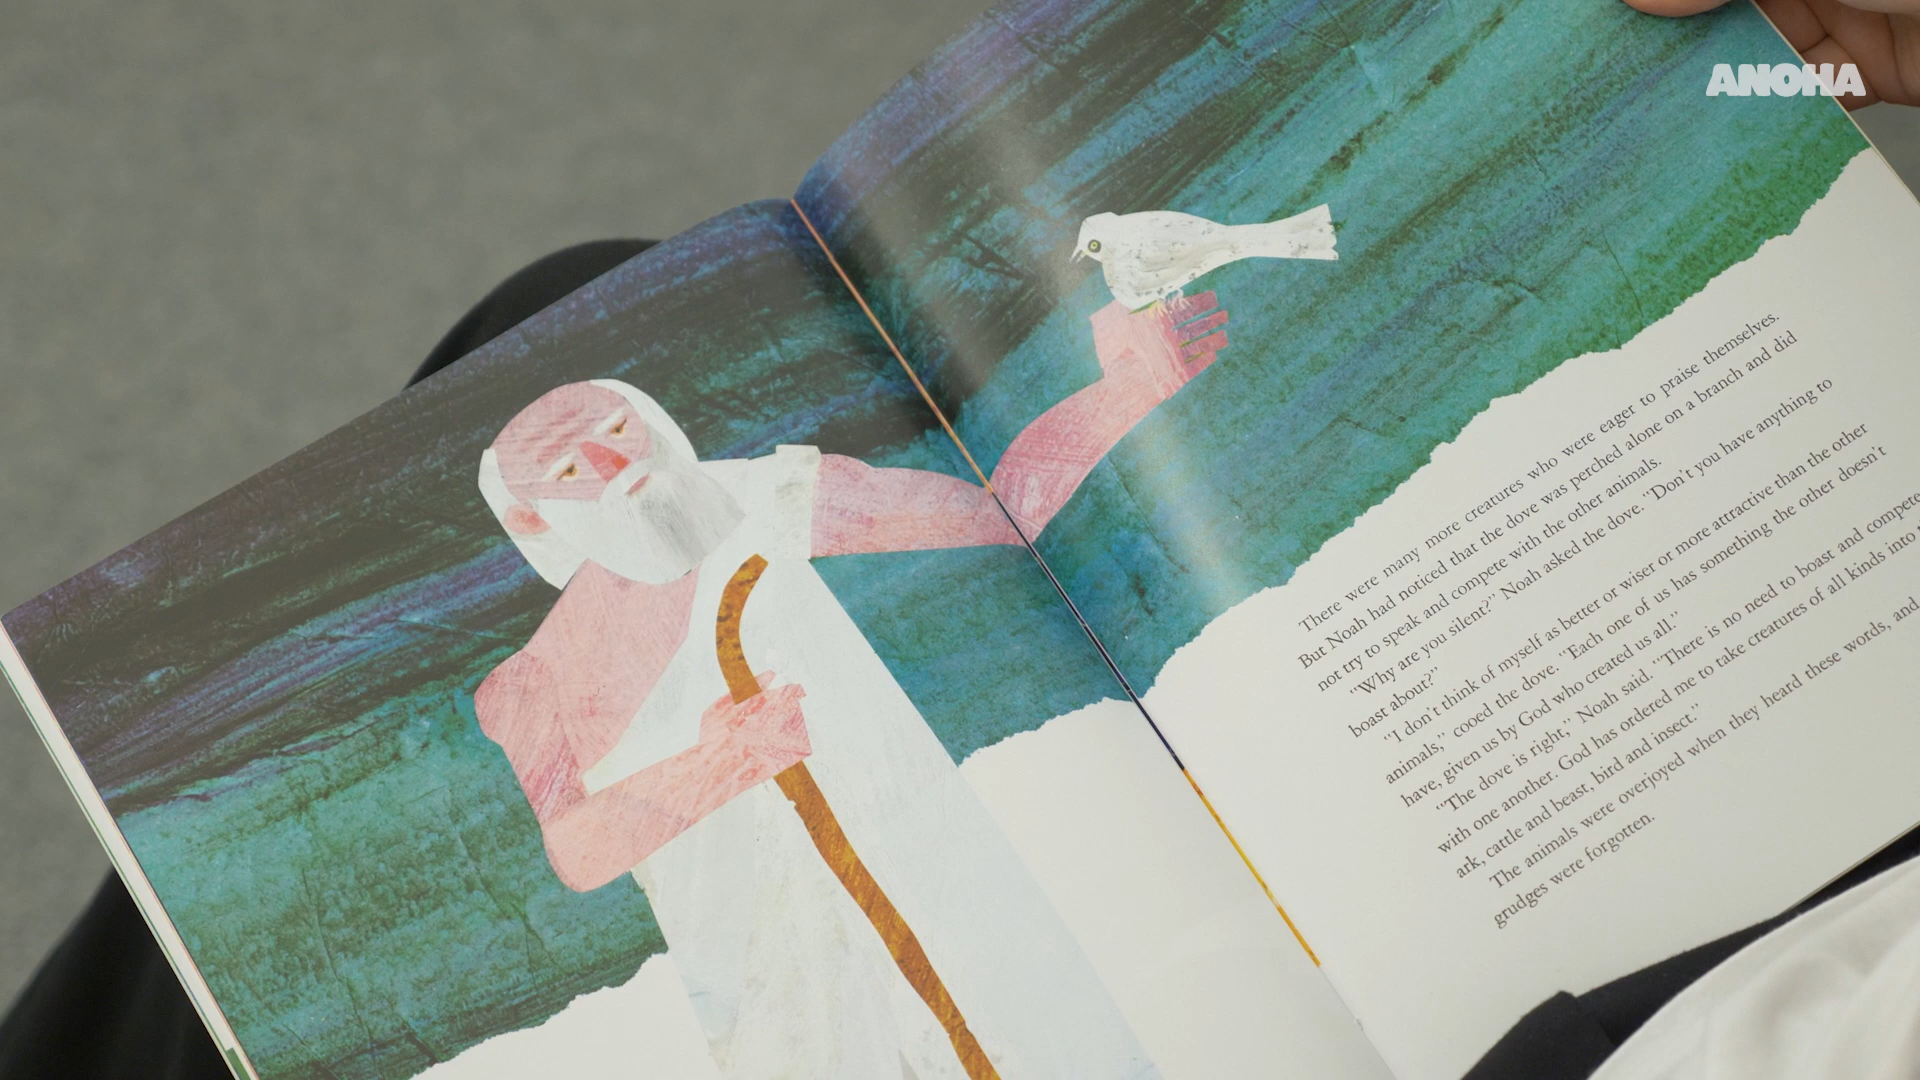 ANOHA
There were many more creatures who were eager to praise themselves.
But Noah had noticed that the dove was perched alone on a branch and did
not try to speak and compete with the other animals.
“Why are you silent?” Noah asked the dove. “Don’t you have anything to
boast about?”
“I don’t think of myself as better or wiser or more attractive than the other
animals,” cooed the dove. “Each one of us has something the other doesn’t
have, given us by God who created us all.”
“The dove is right,” Noah said. “There is no need to boast and compete
with one another. God has ordered me to take creatures of all kinds into
ark, cattle and beast, bird and insect.”
The animals were overjoyed when they heard these words, and
grudges were forgotten.